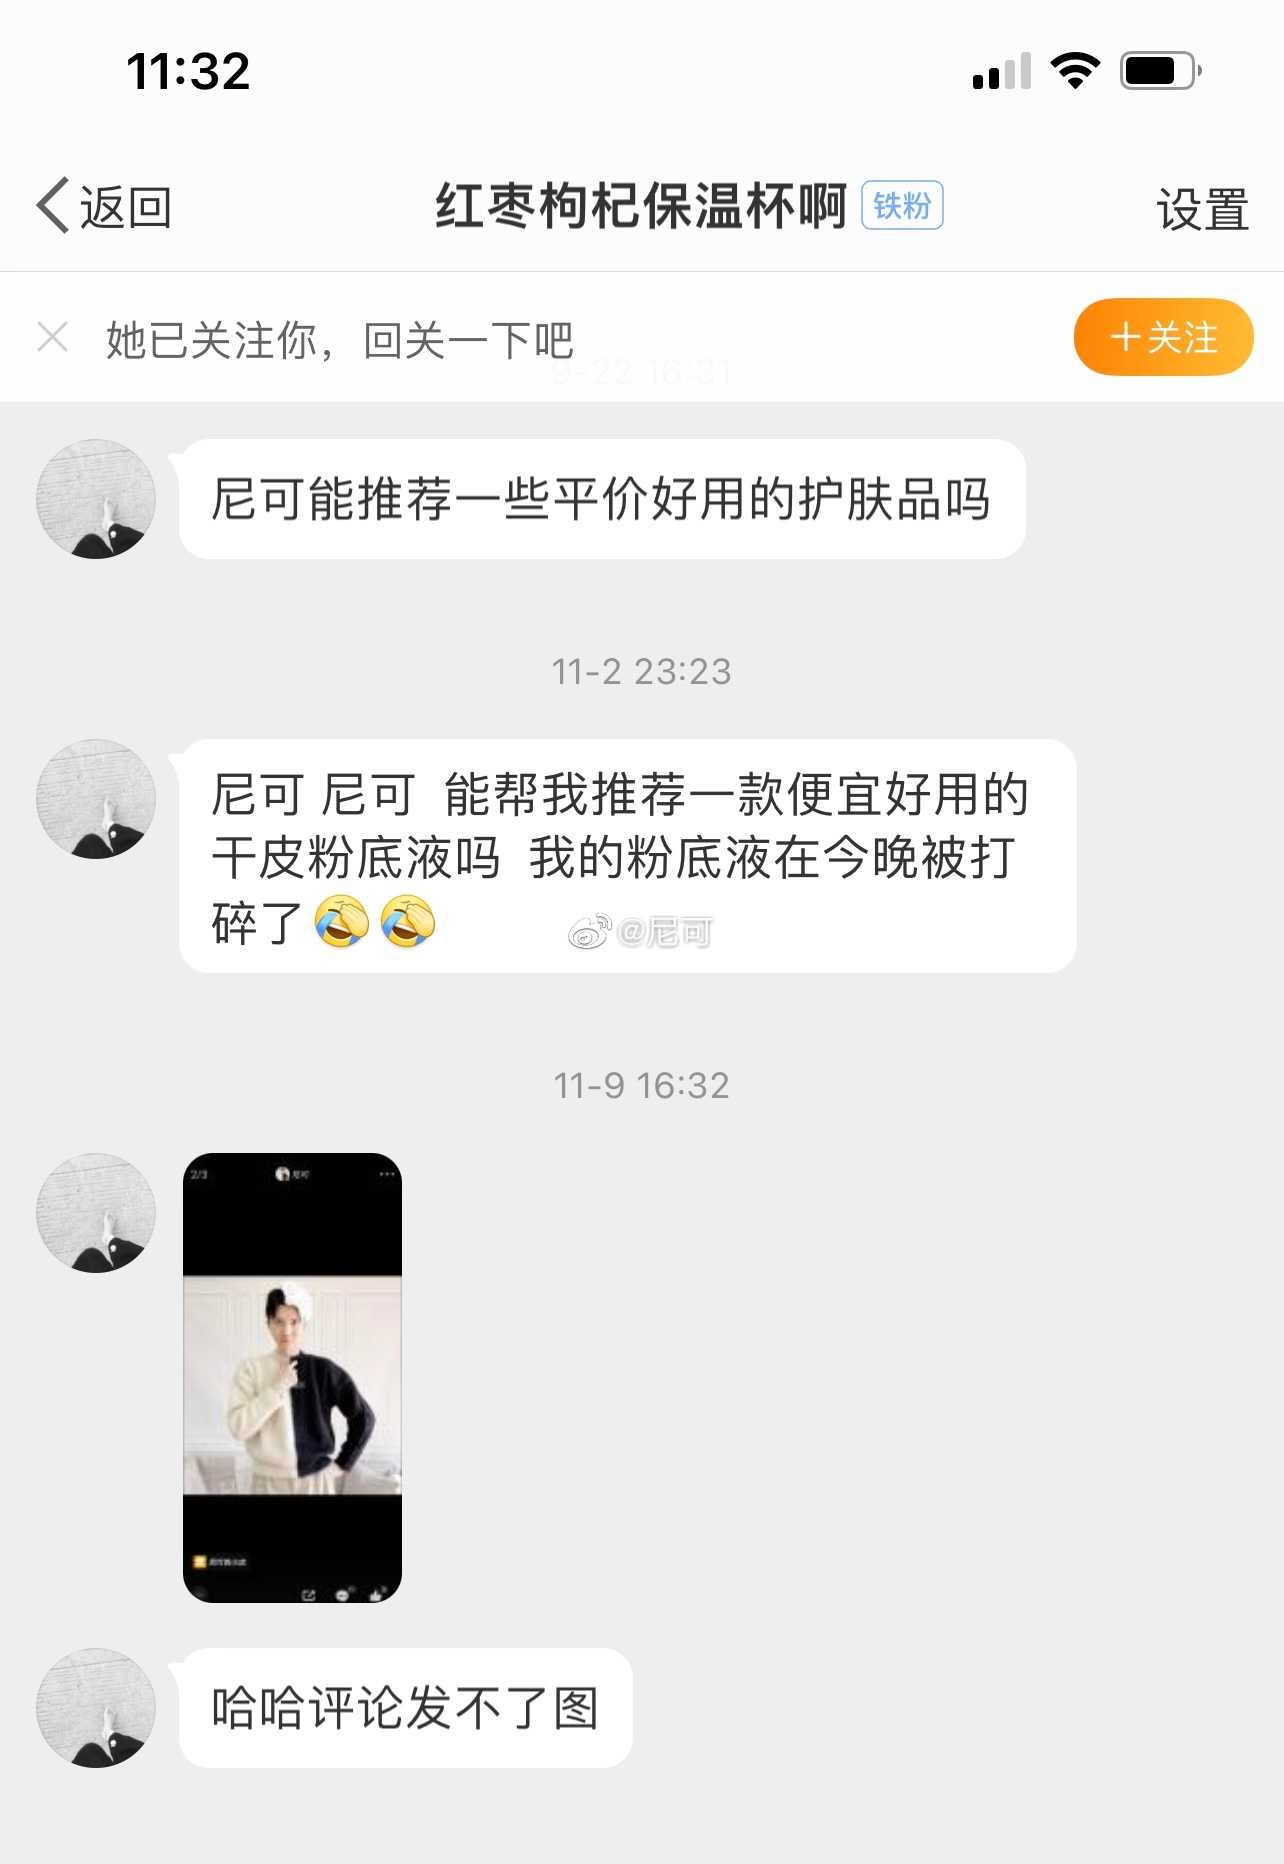 11:32
返回
红枣枸杞保温杯啊 铁粉
设置
她已关注你，回关一下吧
+关注
9-22 16:31
尼可能推荐一些平价好用的护肤品吗
11-2 23:23
尼可 尼可 能帮我推荐一款便宜好用的
干皮粉底液吗 我的粉底液在今晚被打
碎了🤣🤣
@尼可
11-9 16:32
2/3
尼可
哈哈评论发不了图